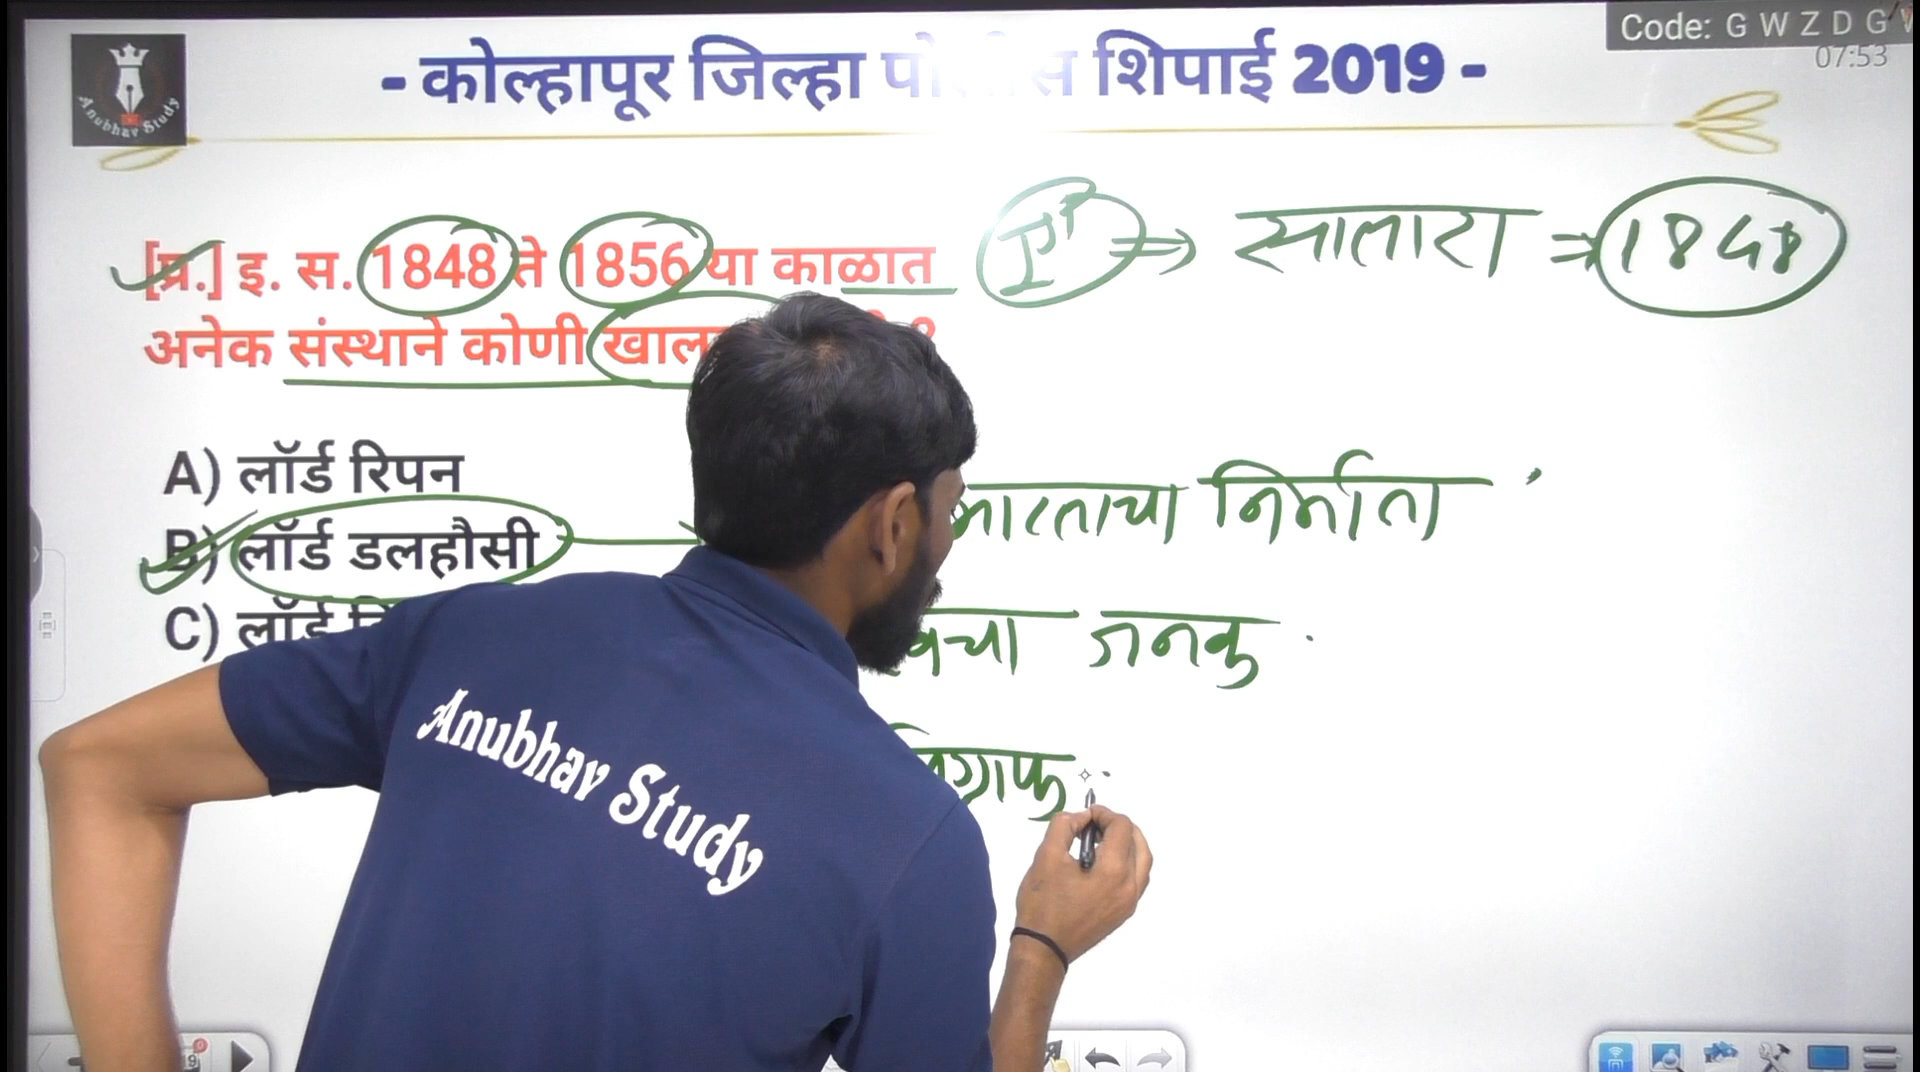 Code: G W Z D G
07:53
Anubhav Study
- कोल्हापूर जिल्हा पोलीस शिपाई 2019 -
[प्र.] इ. स. 1848 ते 1856 या काळात
अनेक संस्थाने कोणी
सातारा ⇒ 1848
A) लॉर्ड रिपन
B) लॉर्ड डलहौसी
भारताचा निर्माता
C) लॉर्ड
जनक
Anubhav Study